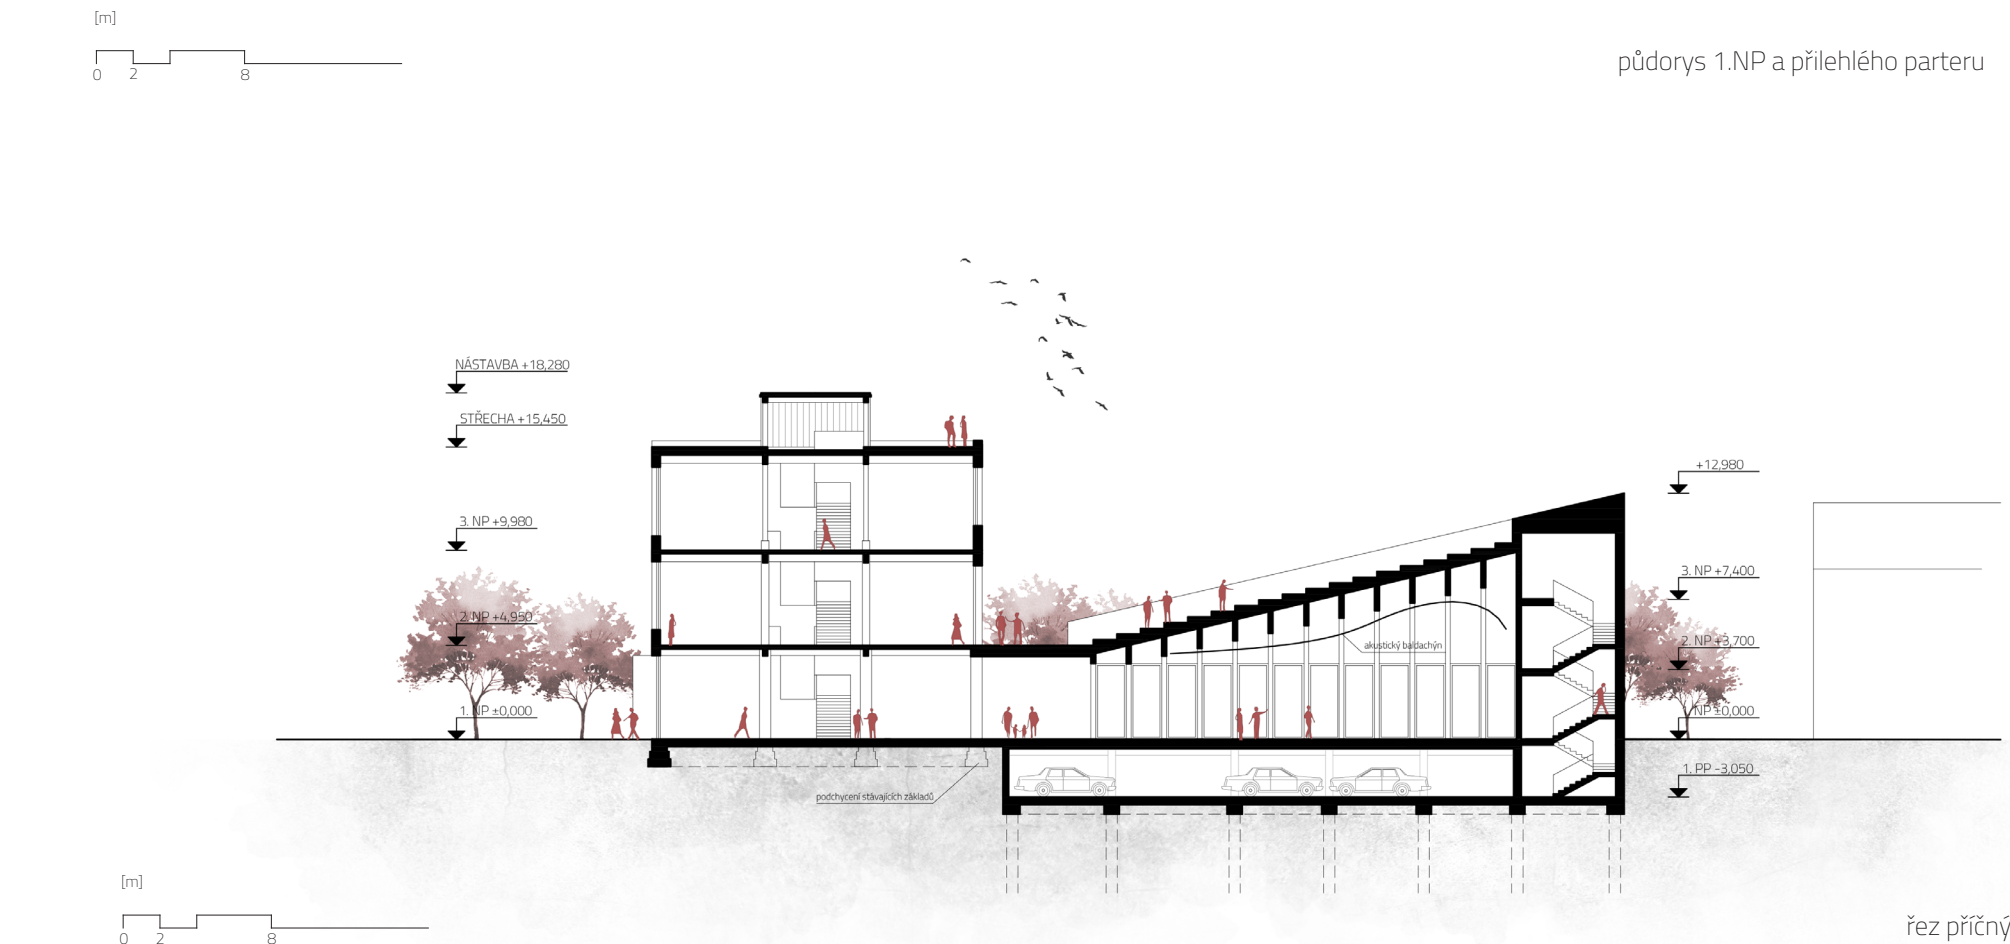 [m]
0 2 8
půdorys 1.NP a přilehlého parteru
NÁSTAVBA +18,280
STŘECHA +15,450
+12,980
3. NP +9,980
3. NP +7,400
2. NP +4,950
akustický baldachýn
2. NP +3,700
1. NP ±0,000
NP ±0,000
1. PP -3,050
podchycení stávajících základů
[m]
0 2 8
řez příčný